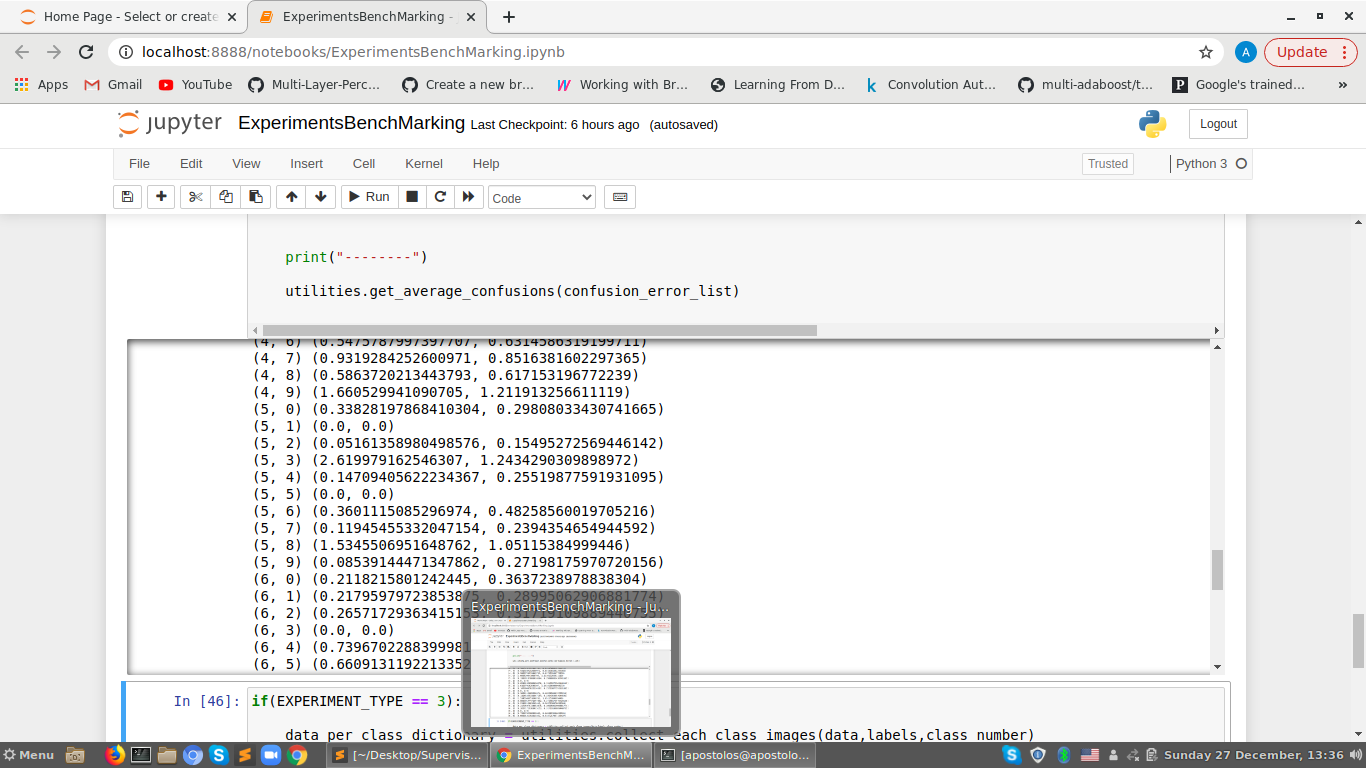 Home Page - Select or create
ExperimentsBenchMarking -
localhost:8888/notebooks/ExperimentsBenchMarking.ipynb
A
Update
Apps
Gmail
YouTube
Multi-Layer-Perc…
Create a new br…
Working with Br…
Learning From D…
Convolution Aut…
multi-adaboost/t…
Google's trained…
»
jupyter
ExperimentsBenchMarking Last Checkpoint: 6 hours ago (autosaved)
Logout
File Edit View Insert Cell Kernel Help
Trusted
Python 3
Run
Code
print("--------")
utilities.get_average_confusions(confusion_error_list)
(4, 6) (0.5475787997397707, 0.6314586319199711)
(4, 7) (0.9319284252600971, 0.8516381602297365)
(4, 8) (0.5863720213443793, 0.617153196772239)
(4, 9) (1.660529941090705, 1.211913256611119)
(5, 0) (0.33828197868410304, 0.29808033430741665)
(5, 1) (0.0, 0.0)
(5, 2) (0.05161358980498576, 0.15495272569446142)
(5, 3) (2.619979162546307, 1.2434290309898972)
(5, 4) (0.14709405622234367, 0.25519877591931095)
(5, 5) (0.0, 0.0)
(5, 6) (0.3601115085296974, 0.48258560019705216)
(5, 7) (0.11945455332047154, 0.2394354654944592)
(5, 8) (1.5345506951648762, 1.05115384999446)
(5, 9) (0.08539144471347862, 0.27198175970720156)
(6, 0) (0.2118215801242445, 0.3637238978838304)
(6, 1) (0.21795979723853875, 0.28995062906881774)
(6, 2)
(6, 3) (0.0, 0.0)
(6, 4)
(6, 5)
ExperimentsBenchMarking - Ju…
In [46]: if(EXPERIMENT_TYPE == 3):
data_per_class_dictionary = utilities.collect_each_class_images(data,labels,class_number)
Menu
[~/Desktop/Supervis…
ExperimentsBenchM…
[apostolos@apostolo…
Sunday 27 December, 13:36